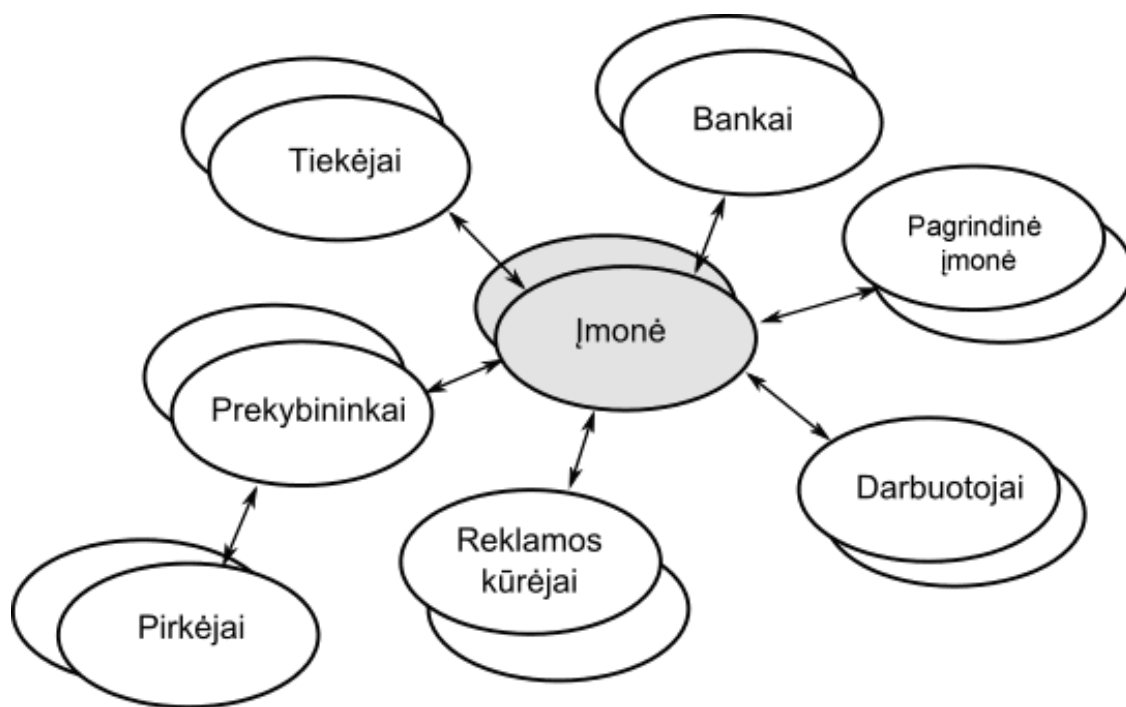 Bankai
Tiekėjai
Pagrindinė
įmonė
Įmonė
Prekybininkai
Darbuotojai
Reklamos
kūrėjai
Pirkėjai